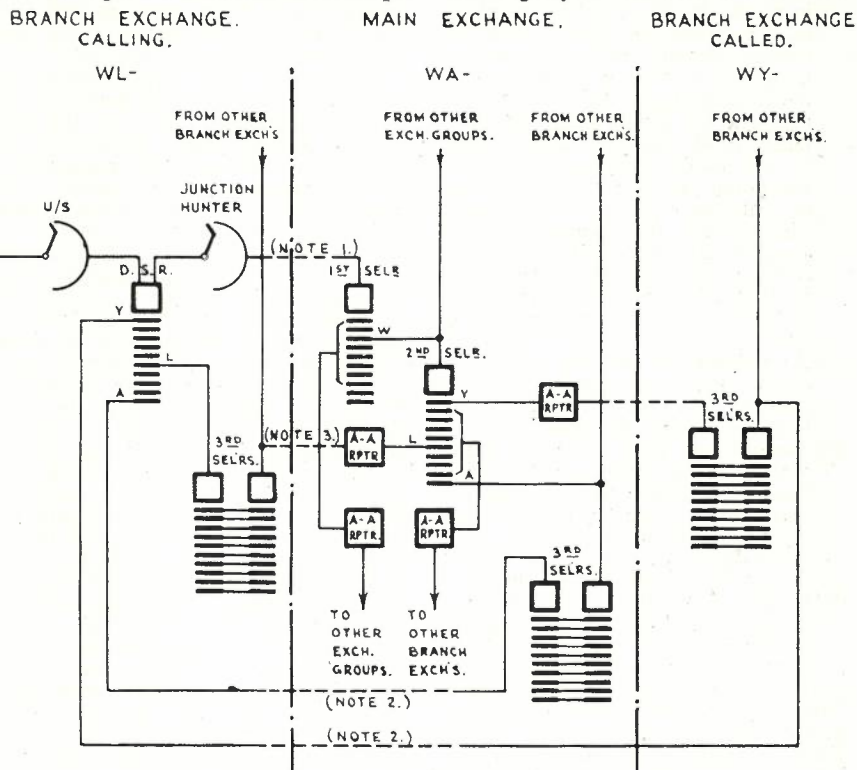 BRANCH EXCHANGE.
CALLING.
MAIN EXCHANGE.
BRANCH EXCHANGE
CALLED.
WL-
WA-
WY-
FROM OTHER
BRANCH EXCH'S
FROM OTHER
EXCH. GROUPS.
FROM OTHER
BRANCH EXCH'S.
FROM OTHER
BRANCH EXCH'S.
U/S
JUNCTION
HUNTER
(NOTE 1.)
D.S.R.
1ST SELR
Y
L
A
W
2ND SELR.
Y
L
A
A-A
RPTR
3RD
SELRS.
(NOTE 3.)
A-A
RPTR
3RD
SELRS.
A-A
RPTR.
A-A
RPTR.
3RD
SELRS.
TO
OTHER
EXCH.
GROUPS.
TO
OTHER
BRANCH
EXCH'S.
(NOTE 2.)
(NOTE 2.)